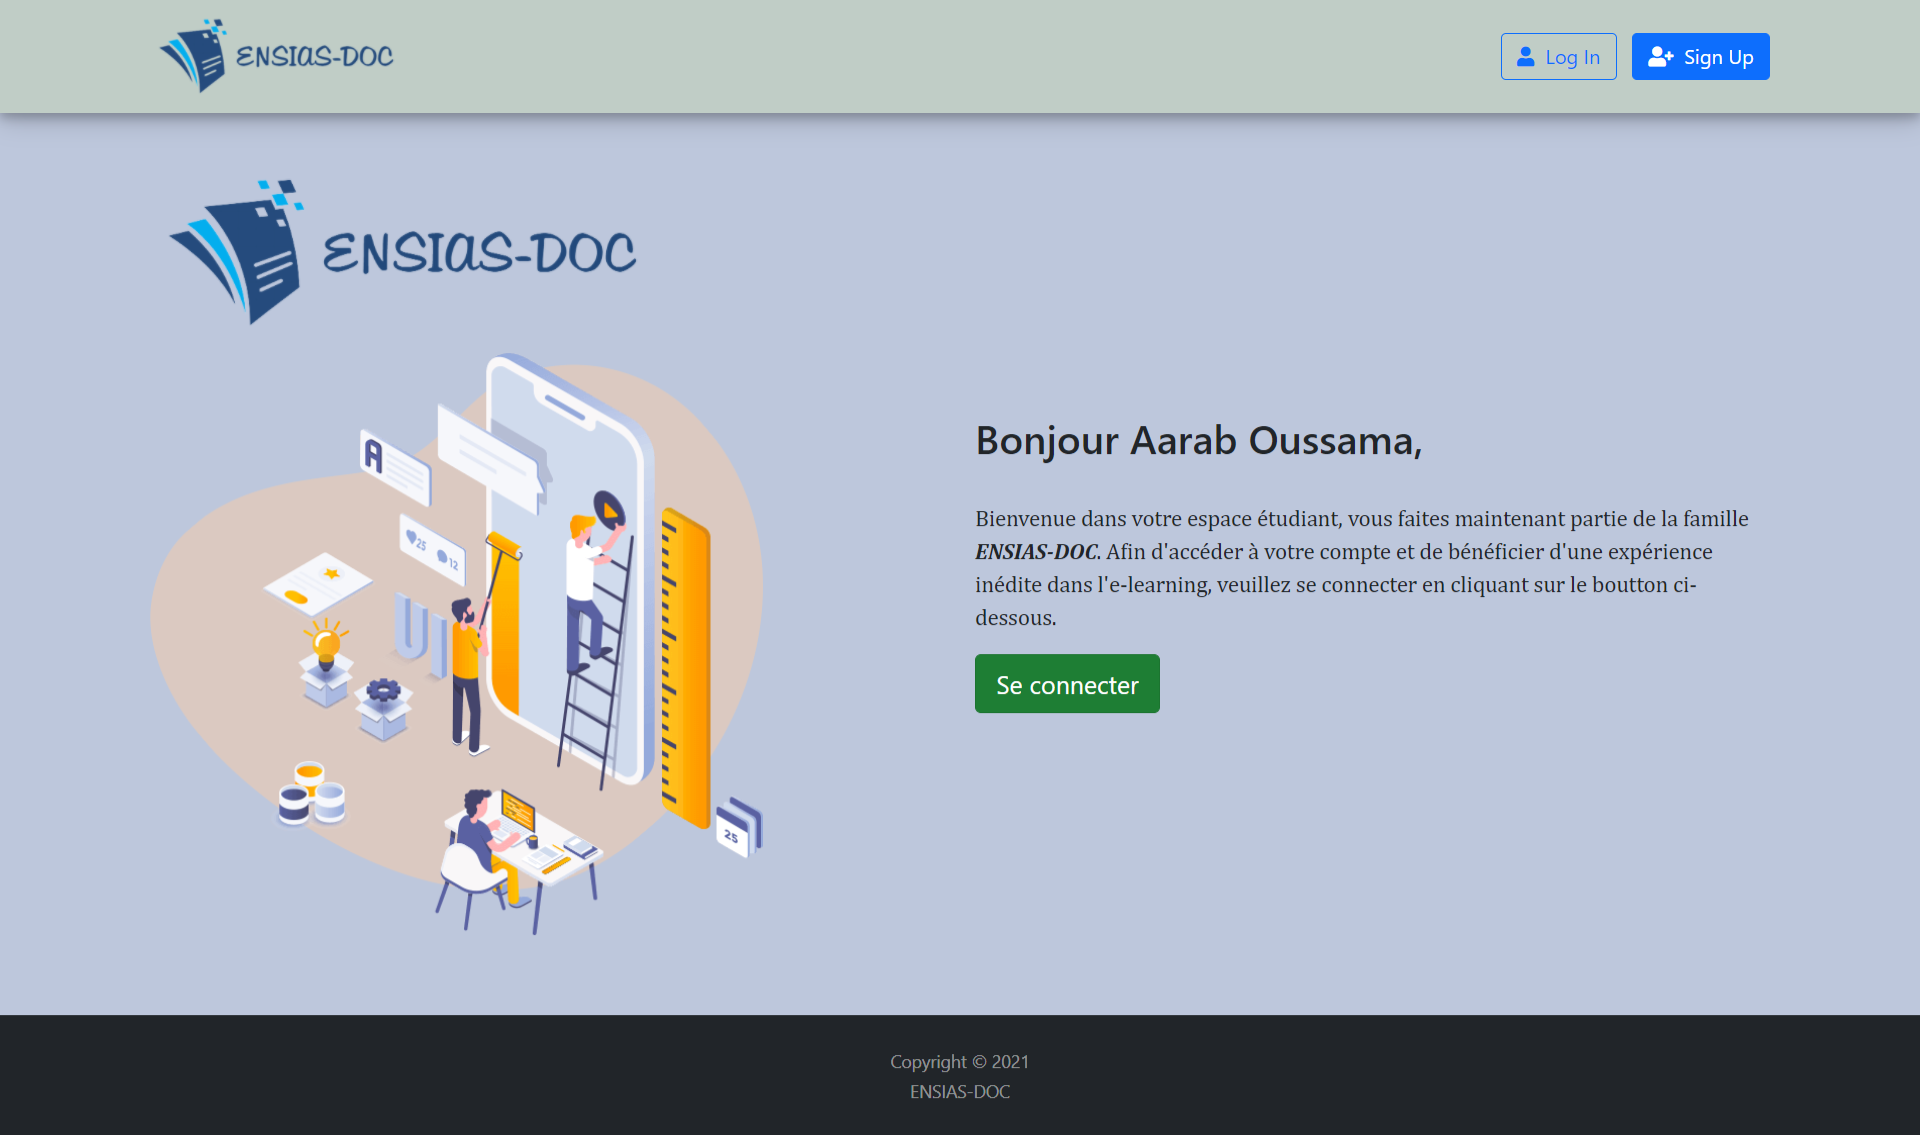 ENSIAS-DOC
Log In
Sign Up
ENSIAS-DOC
A
25
12
UI
25
Bonjour Aarab Oussama,
Bienvenue dans votre espace étudiant, vous faites maintenant partie de la famille
ENSIAS-DOC. Afin d'accéder à votre compte et de bénéficier d'une expérience
inédite dans l'e-learning, veuillez se connecter en cliquant sur le boutton ci-
dessous.
Se connecter
Copyright © 2021
ENSIAS-DOC